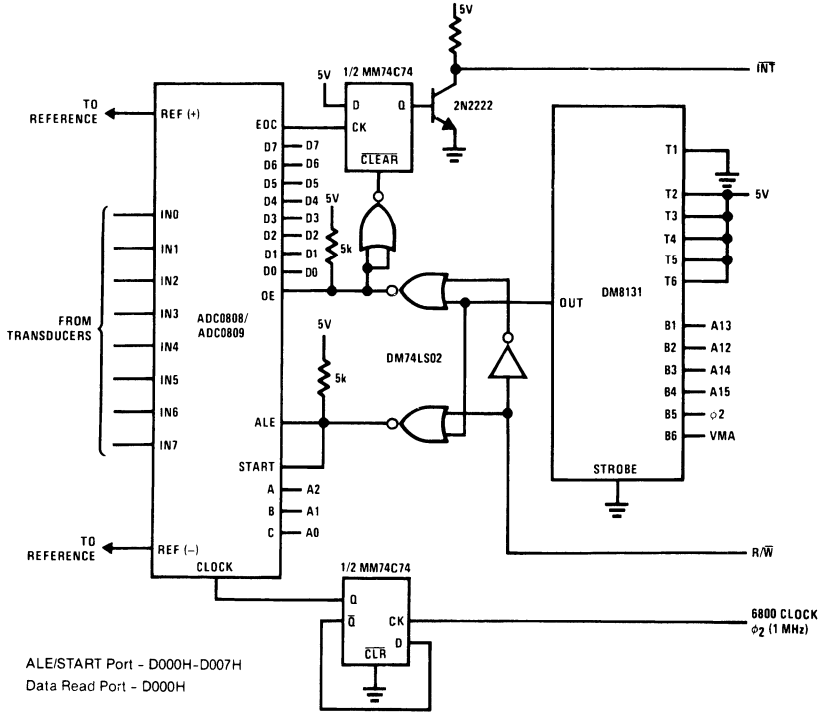 5V
INT
5V
1/2 MM74C74
D
Q
CK
CLEAR
2N2222
TO
REFERENCE
REF (+)
EOC
D7 D7
D6 D6
D5 D5
D4 D4
D3 D3
D2 D2
D1 D1
D0 D0
5V
5k
OE
IN0
IN1
IN2
IN3
IN4
IN5
IN6
IN7
FROM
TRANSDUCERS
ADC0808/
ADC0809
5V
5k
DM74LS02
ALE
START
A A2
B A1
C A0
TO
REFERENCE
REF (−)
CLOCK
T1
T2 5V
T3
T4
T5
T6
OUT
DM8131
B1 A13
B2 A12
B3 A14
B4 A15
B5 φ2
B6 VMA
STROBE
R/W̅
1/2 MM74C74
Q
Q̅
CK
D
CLR
6800 CLOCK
φ2 (1 MHz)
ALE/START Port - D000H-D007H
Data Read Port - D000H